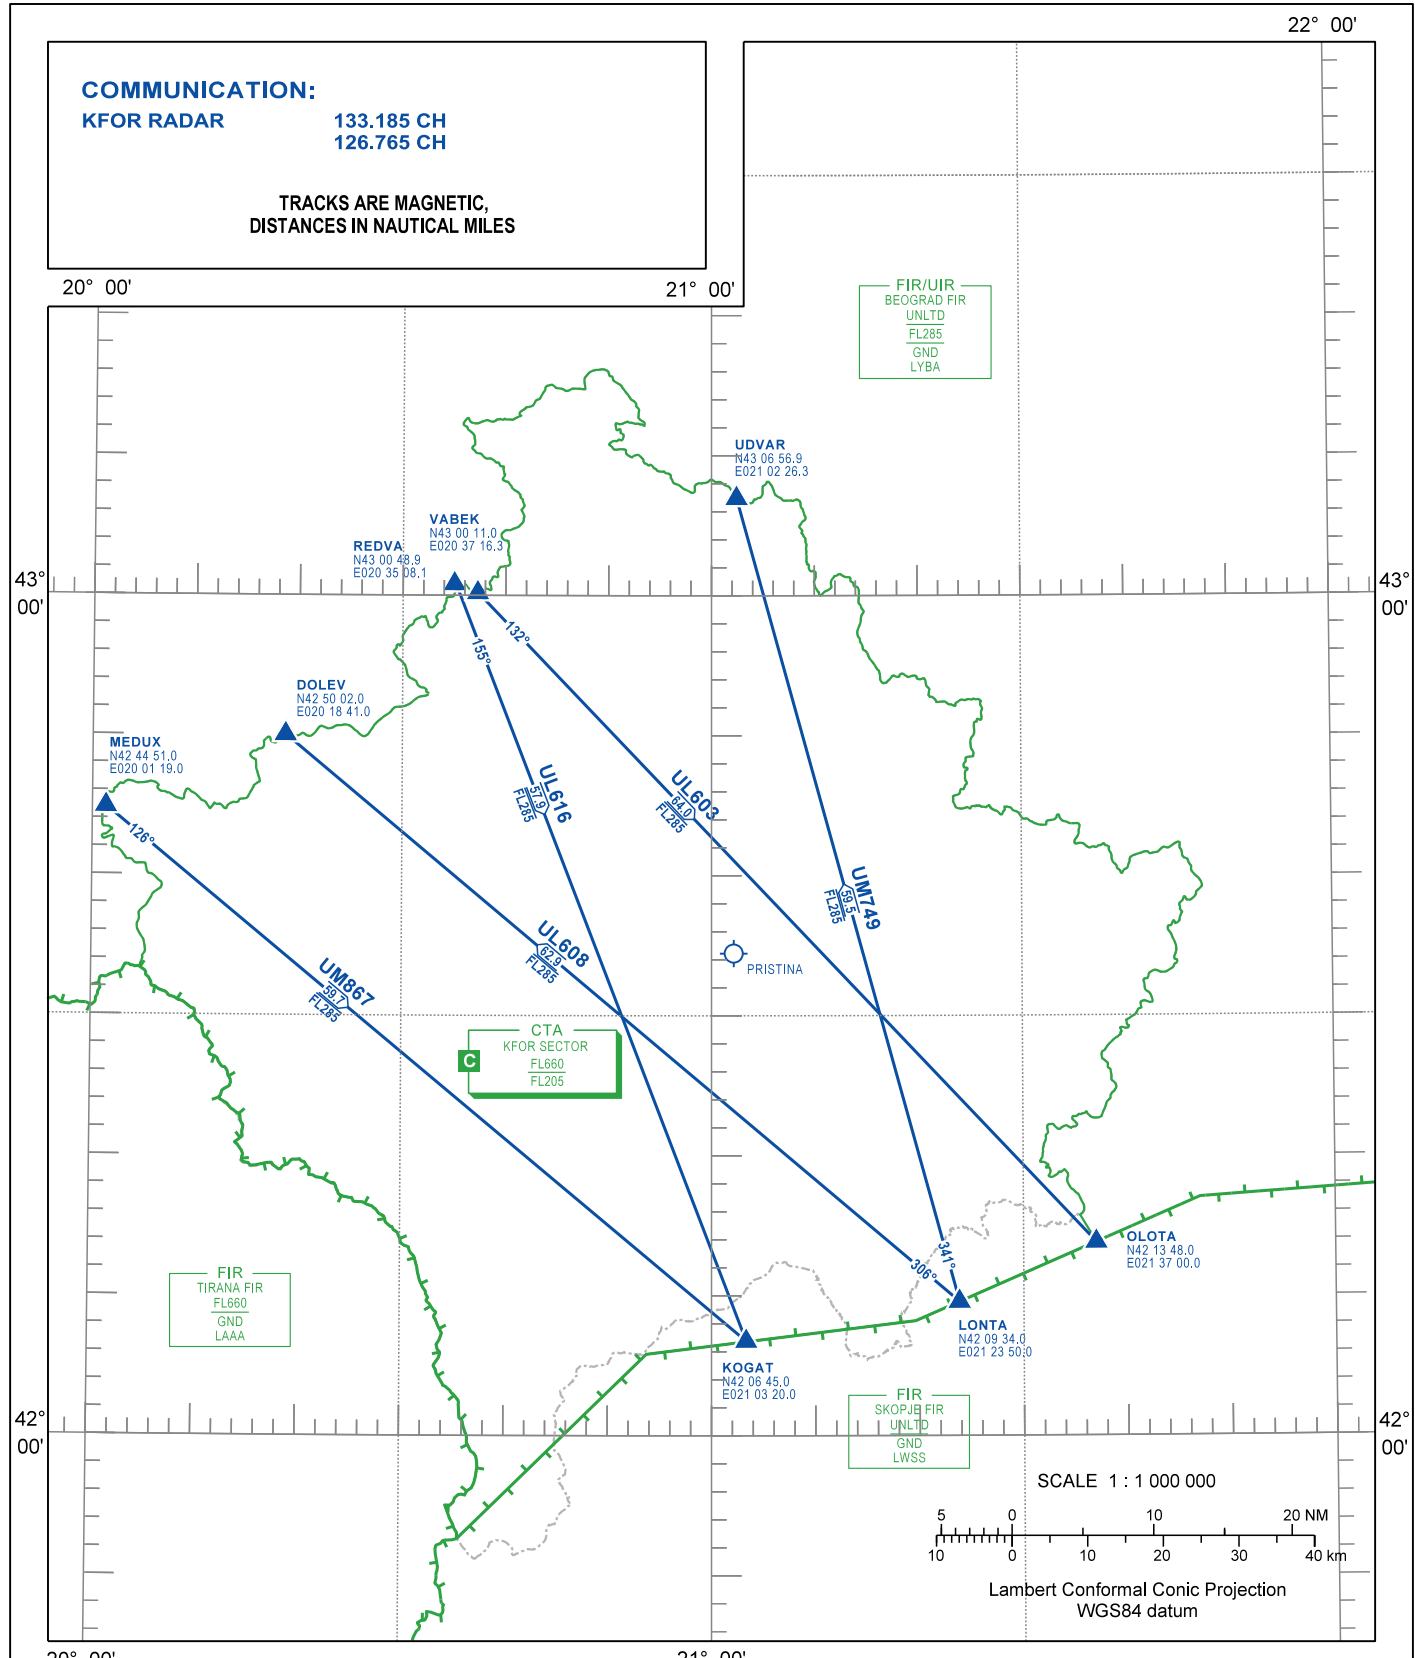 22° 00'
COMMUNICATION:
KFOR RADAR 133.185 CH
126.765 CH
TRACKS ARE MAGNETIC,
DISTANCES IN NAUTICAL MILES
20° 00'
21° 00'
FIR/UIR
BEOGRAD FIR
UNLTD
FL285
GND
LYBA
UDVAR
N43 06 56.9
E021 02 26.3
VABEK
N43 00 11.0
E020 37 16.3
REDVA
N43 00 48.9
E020 35 08.1
43°
00'
43°
00'
132°
155°
DOLEV
N42 50 02.0
E020 18 41.0
MEDUX
N42 44 51.0
E020 01 19.0
126°
UL616
57.9
FL285
UL603
64.0
FL285
UM749
59.5
FL285
UL608
62.9
FL285
UM867
59.7
FL285
PRISTINA
CTA
KFOR SECTOR
C
FL660
FL205
341°
306°
OLOTA
N42 13 48.0
E021 37 00.0
FIR
TIRANA FIR
FL660
GND
LAAA
LONTA
N42 09 34.0
E021 23 50.0
KOGAT
N42 06 45.0
E021 03 20.0
FIR
SKOPJE FIR
UNLTD
GND
LWSS
42°
00'
42°
00'
SCALE 1 : 1 000 000
5 0 10 20 NM
10 0 10 20 30 40 km
Lambert Conformal Conic Projection
WGS84 datum
20° 00'
21° 00'